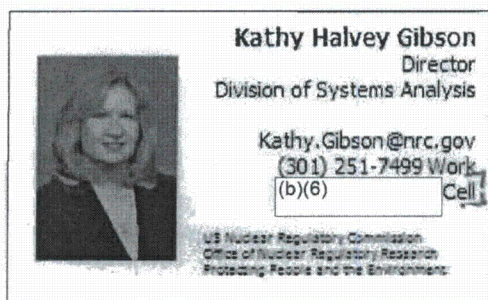 Kathy Halvey Gibson
Director
Division of Systems Analysis
Kathy.Gibson@nrc.gov
(301) 251-7499 Work
(b)(6) Cell
US Nuclear Regulatory Commission
Office of Nuclear Regulatory Research
Protecting People and the Environment